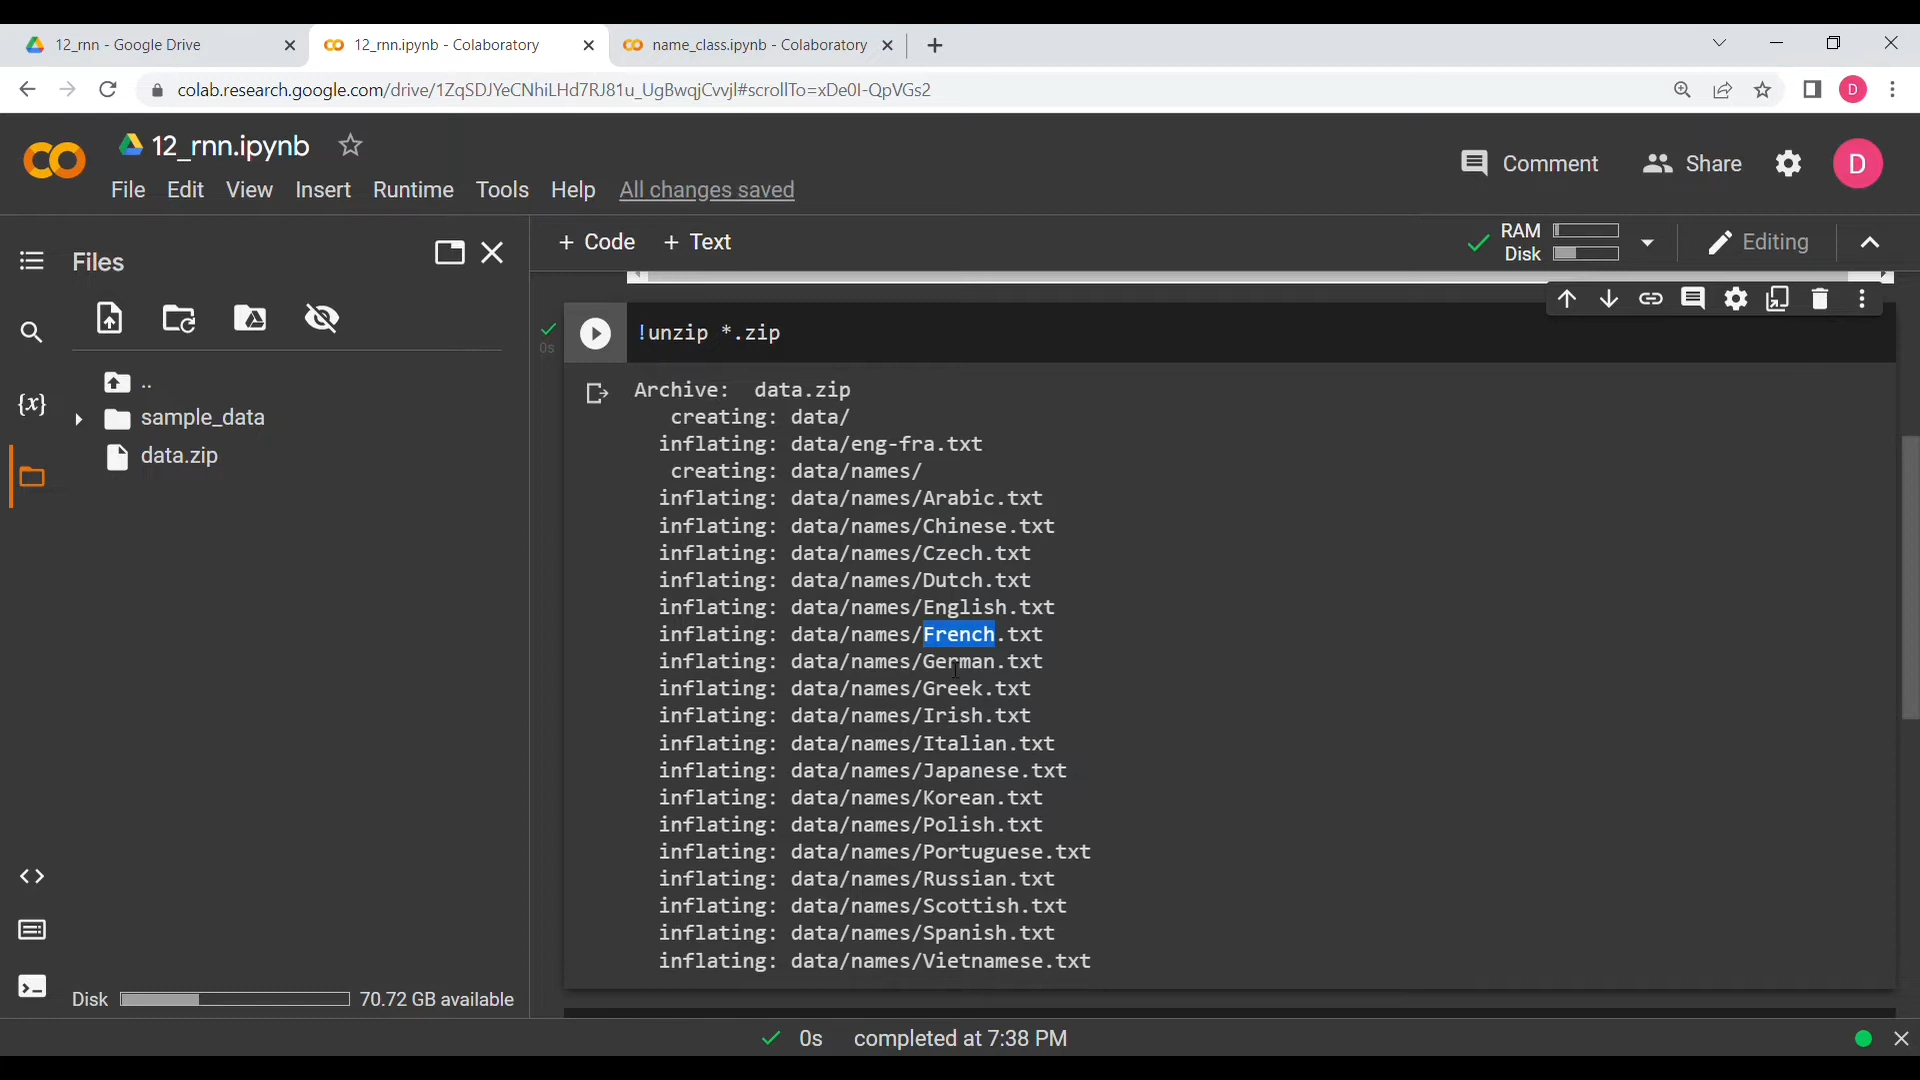 12_rnn - Google Drive
12_rnn.ipynb - Colaboratory
name_class.ipynb - Colaboratory
colab.research.google.com/drive/1ZqSDJYeCNhiLHd7RJ81u_UgBwqjCvvjl#scrollTo=xDe0I-QpVGs2
D
12_rnn.ipynb
File Edit View Insert Runtime Tools Help All changes saved
Comment Share D
Files
+ Code + Text
RAM
Disk
Editing
..
sample_data
data.zip
{x}
Disk 70.72 GB available
0s
!unzip *.zip
Archive: data.zip
creating: data/
inflating: data/eng-fra.txt
creating: data/names/
inflating: data/names/Arabic.txt
inflating: data/names/Chinese.txt
inflating: data/names/Czech.txt
inflating: data/names/Dutch.txt
inflating: data/names/English.txt
inflating: data/names/French.txt
inflating: data/names/German.txt
inflating: data/names/Greek.txt
inflating: data/names/Irish.txt
inflating: data/names/Italian.txt
inflating: data/names/Japanese.txt
inflating: data/names/Korean.txt
inflating: data/names/Polish.txt
inflating: data/names/Portuguese.txt
inflating: data/names/Russian.txt
inflating: data/names/Scottish.txt
inflating: data/names/Spanish.txt
inflating: data/names/Vietnamese.txt
0s completed at 7:38 PM